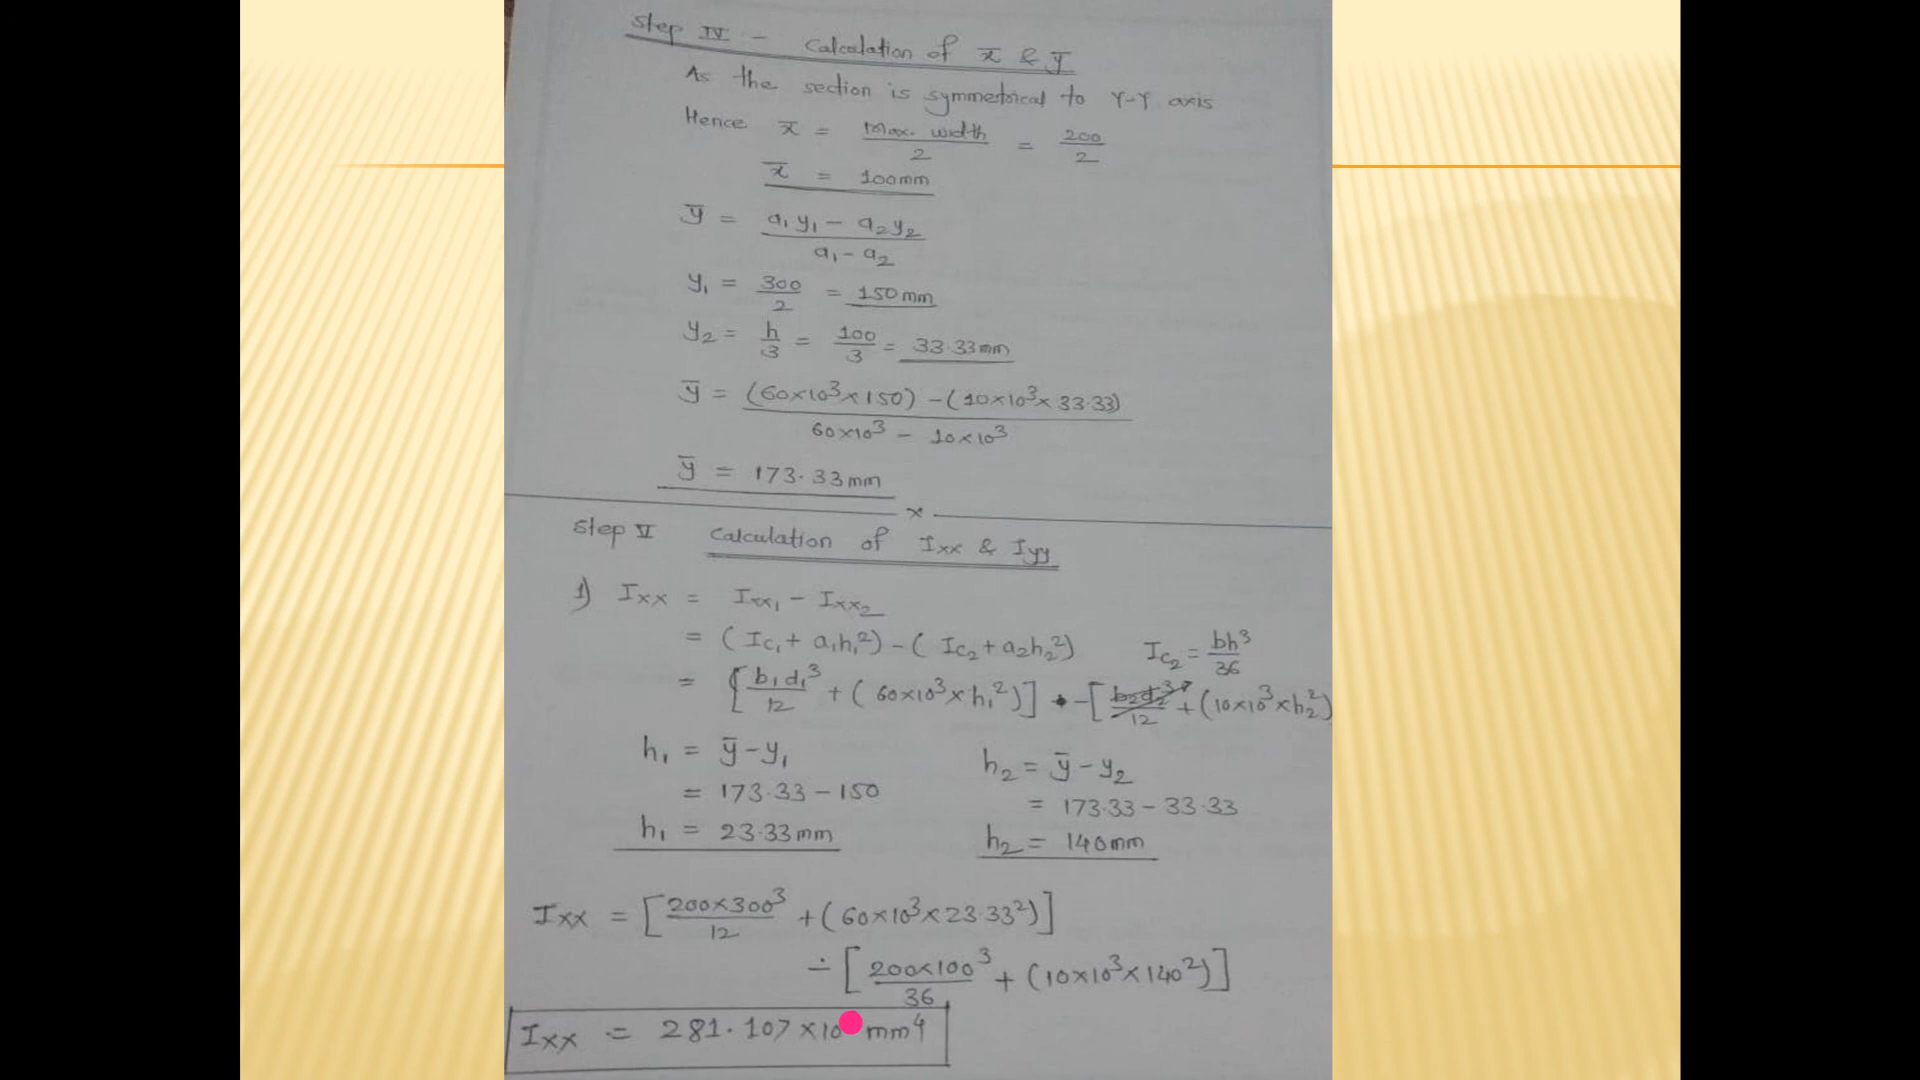 Step IV - Calculation of x̄ & ȳ
As the section is symmetrical to Y-Y axis
Hence x̄ = Max. width / 2 = 200 / 2
x̄ = 100mm
ȳ = a₁y₁ - a₂y₂ / a₁ - a₂
y₁ = 300 / 2 = 150mm
y₂ = h / 3 = 100 / 3 = 33.33mm
ȳ = (60×10³×150) - (10×10³×33.33) / 60×10³ - 10×10³
ȳ = 173.33mm
×
Step V Calculation of Ixx & Iyy
1) Ixx = Ixx₁ - Ixx₂
= (Ic₁ + a₁h₁²) - (Ic₂ + a₂h₂²) Ic₂ = bh³ / 36
= [b₁d₁³ / 12 + (60×10³×h₁²)] - [b₂d₂³ / 12 + (10×10³×h₂²)
h₁ = ȳ - y₁ h₂ = ȳ - y₂
= 173.33 - 150 = 173.33 - 33.33
h₁ = 23.33mm h₂ = 140mm
Ixx = [200×300³ / 12 + (60×10³×23.33²)]
- [200×100³ / 36 + (10×10³×140²)]
Ixx = 281.107×10 mm⁴